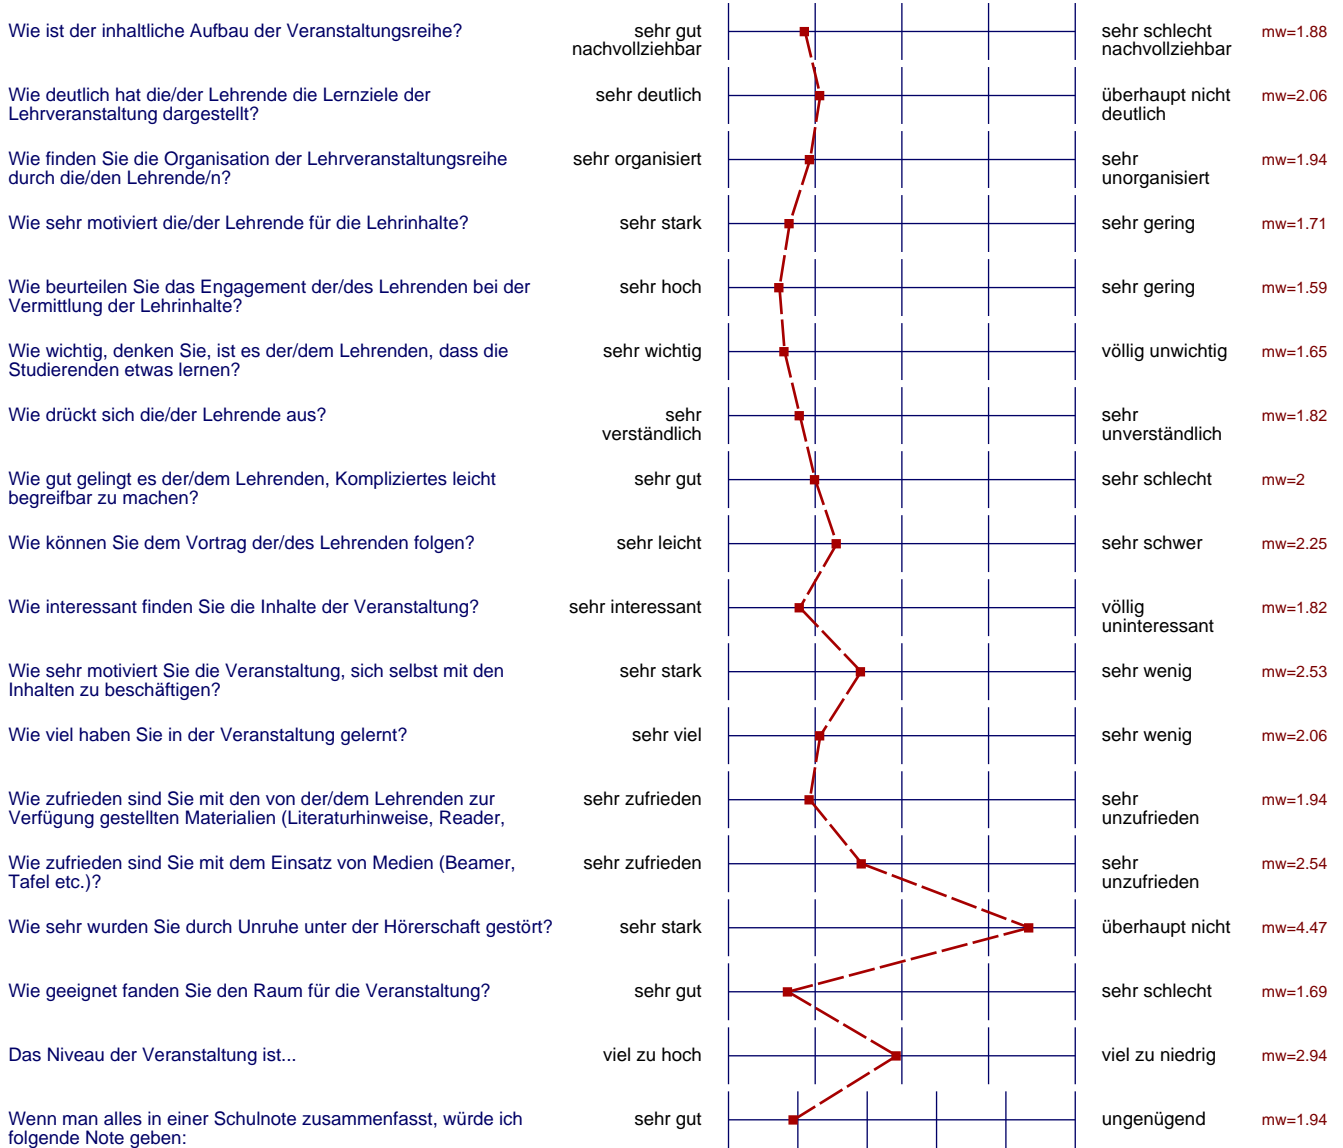 Wie ist der inhaltliche Aufbau der Veranstaltungsreihe? sehr gut nachvollziehbar sehr schlecht nachvollziehbar mw=1.88
Wie deutlich hat die/der Lehrende die Lernziele der
Lehrveranstaltung dargestellt? sehr deutlich überhaupt nicht deutlich mw=2.06
Wie finden Sie die Organisation der Lehrveranstaltungsreihe
durch die/den Lehrende/n? sehr organisiert sehr unorganisiert mw=1.94
Wie sehr motiviert die/der Lehrende für die Lehrinhalte? sehr stark sehr gering mw=1.71
Wie beurteilen Sie das Engagement der/des Lehrenden bei der
Vermittlung der Lehrinhalte? sehr hoch sehr gering mw=1.59
Wie wichtig, denken Sie, ist es der/dem Lehrenden, dass die
Studierenden etwas lernen? sehr wichtig völlig unwichtig mw=1.65
Wie drückt sich die/der Lehrende aus? sehr verständlich sehr unverständlich mw=1.82
Wie gut gelingt es der/dem Lehrenden, Kompliziertes leicht
begreifbar zu machen? sehr gut sehr schlecht mw=2
Wie können Sie dem Vortrag der/des Lehrenden folgen? sehr leicht sehr schwer mw=2.25
Wie interessant finden Sie die Inhalte der Veranstaltung? sehr interessant völlig uninteressant mw=1.82
Wie sehr motiviert Sie die Veranstaltung, sich selbst mit den
Inhalten zu beschäftigen? sehr stark sehr wenig mw=2.53
Wie viel haben Sie in der Veranstaltung gelernt? sehr viel sehr wenig mw=2.06
Wie zufrieden sind Sie mit den von der/dem Lehrenden zur
Verfügung gestellten Materialien (Literaturhinweise, Reader, sehr zufrieden sehr unzufrieden mw=1.94
Wie zufrieden sind Sie mit dem Einsatz von Medien (Beamer,
Tafel etc.)? sehr zufrieden sehr unzufrieden mw=2.54
Wie sehr wurden Sie durch Unruhe unter der Hörerschaft gestört? sehr stark überhaupt nicht mw=4.47
Wie geeignet fanden Sie den Raum für die Veranstaltung? sehr gut sehr schlecht mw=1.69
Das Niveau der Veranstaltung ist... viel zu hoch viel zu niedrig mw=2.94
Wenn man alles in einer Schulnote zusammenfasst, würde ich
folgende Note geben: sehr gut ungenügend mw=1.94